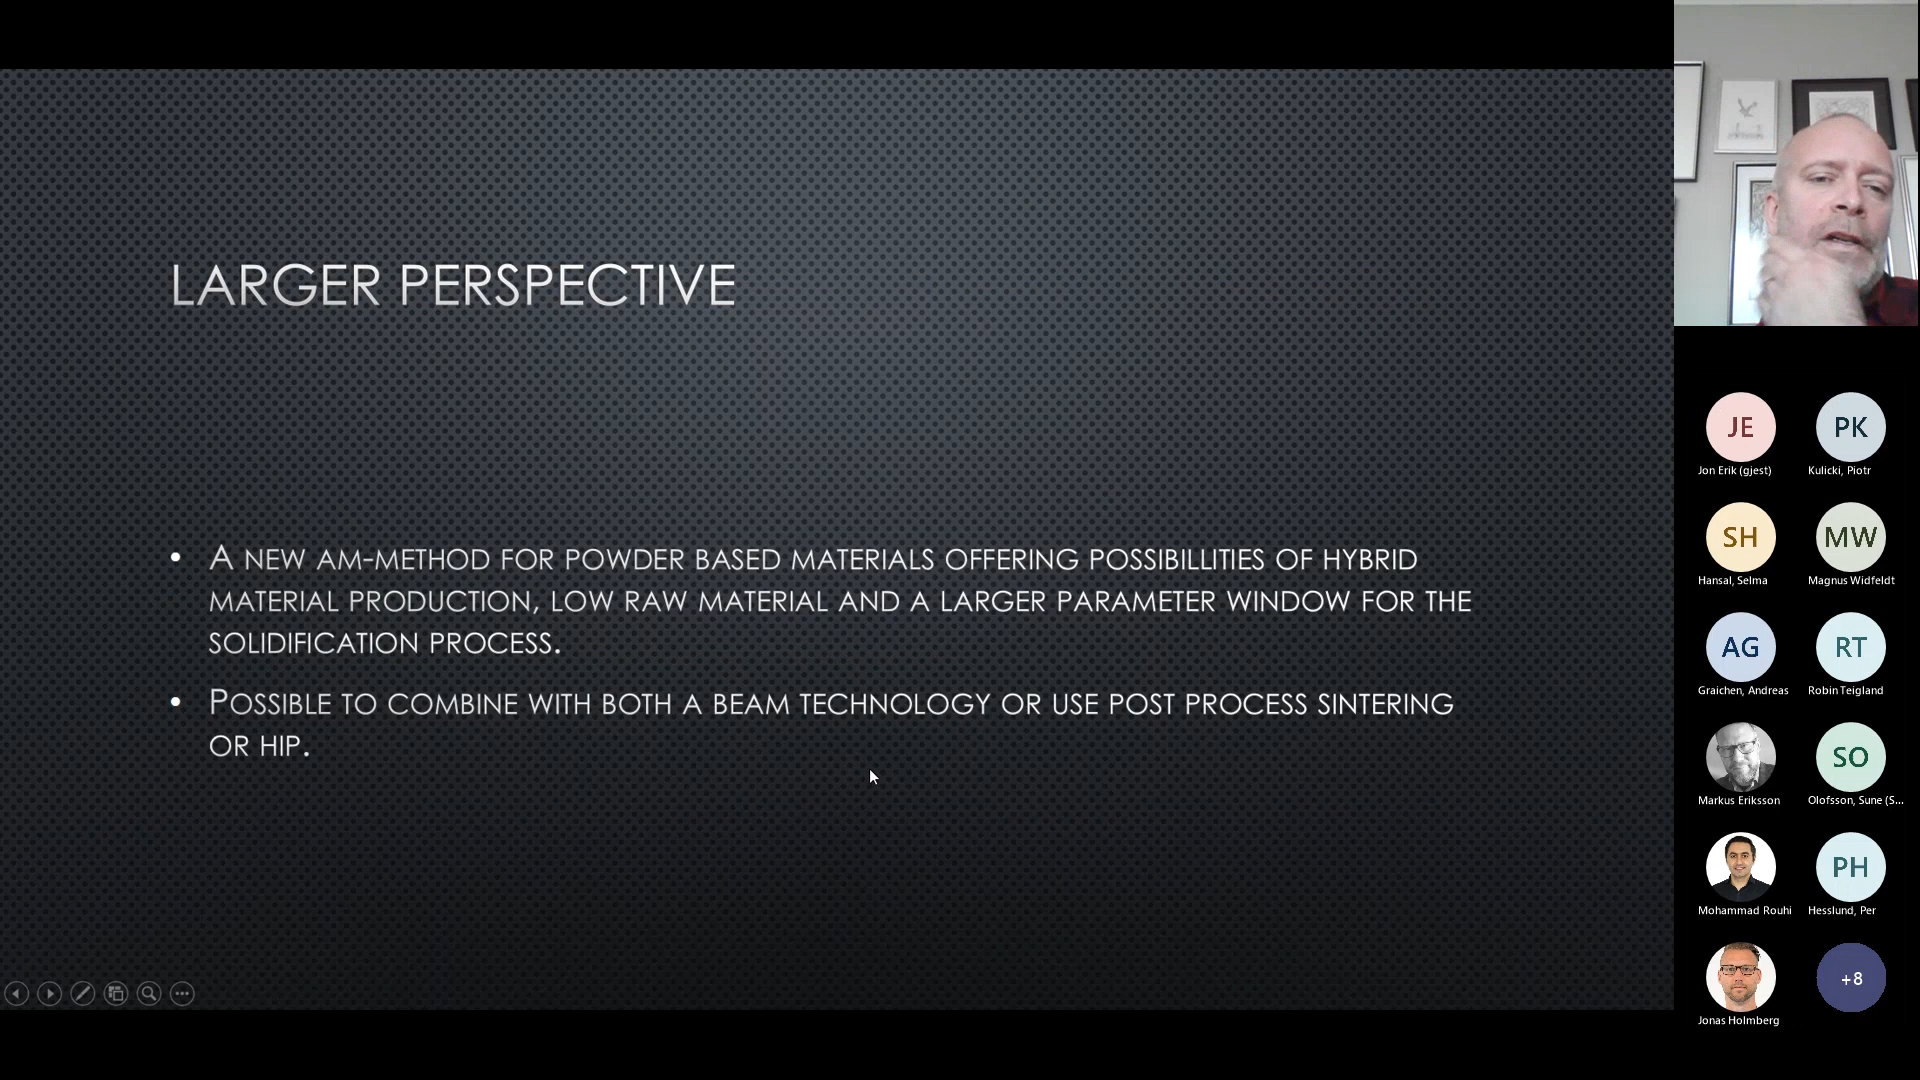 LARGER PERSPECTIVE
• A NEW AM-METHOD FOR POWDER BASED MATERIALS OFFERING POSSIBILLITIES OF HYBRID
MATERIAL PRODUCTION, LOW RAW MATERIAL AND A LARGER PARAMETER WINDOW FOR THE
SOLIDIFICATION PROCESS.
• POSSIBLE TO COMBINE WITH BOTH A BEAM TECHNOLOGY OR USE POST PROCESS SINTERING
OR HIP.
JE
Jon Erik (gjest)
PK
Kulicki, Piotr
SH
Hansal, Selma
MW
Magnus Widfeldt
AG
Graichen, Andreas
RT
Robin Teigland
Markus Eriksson
SO
Olofsson, Sune (S...
Mohammad Rouhi
PH
Hesslund, Per
Jonas Holmberg
+8